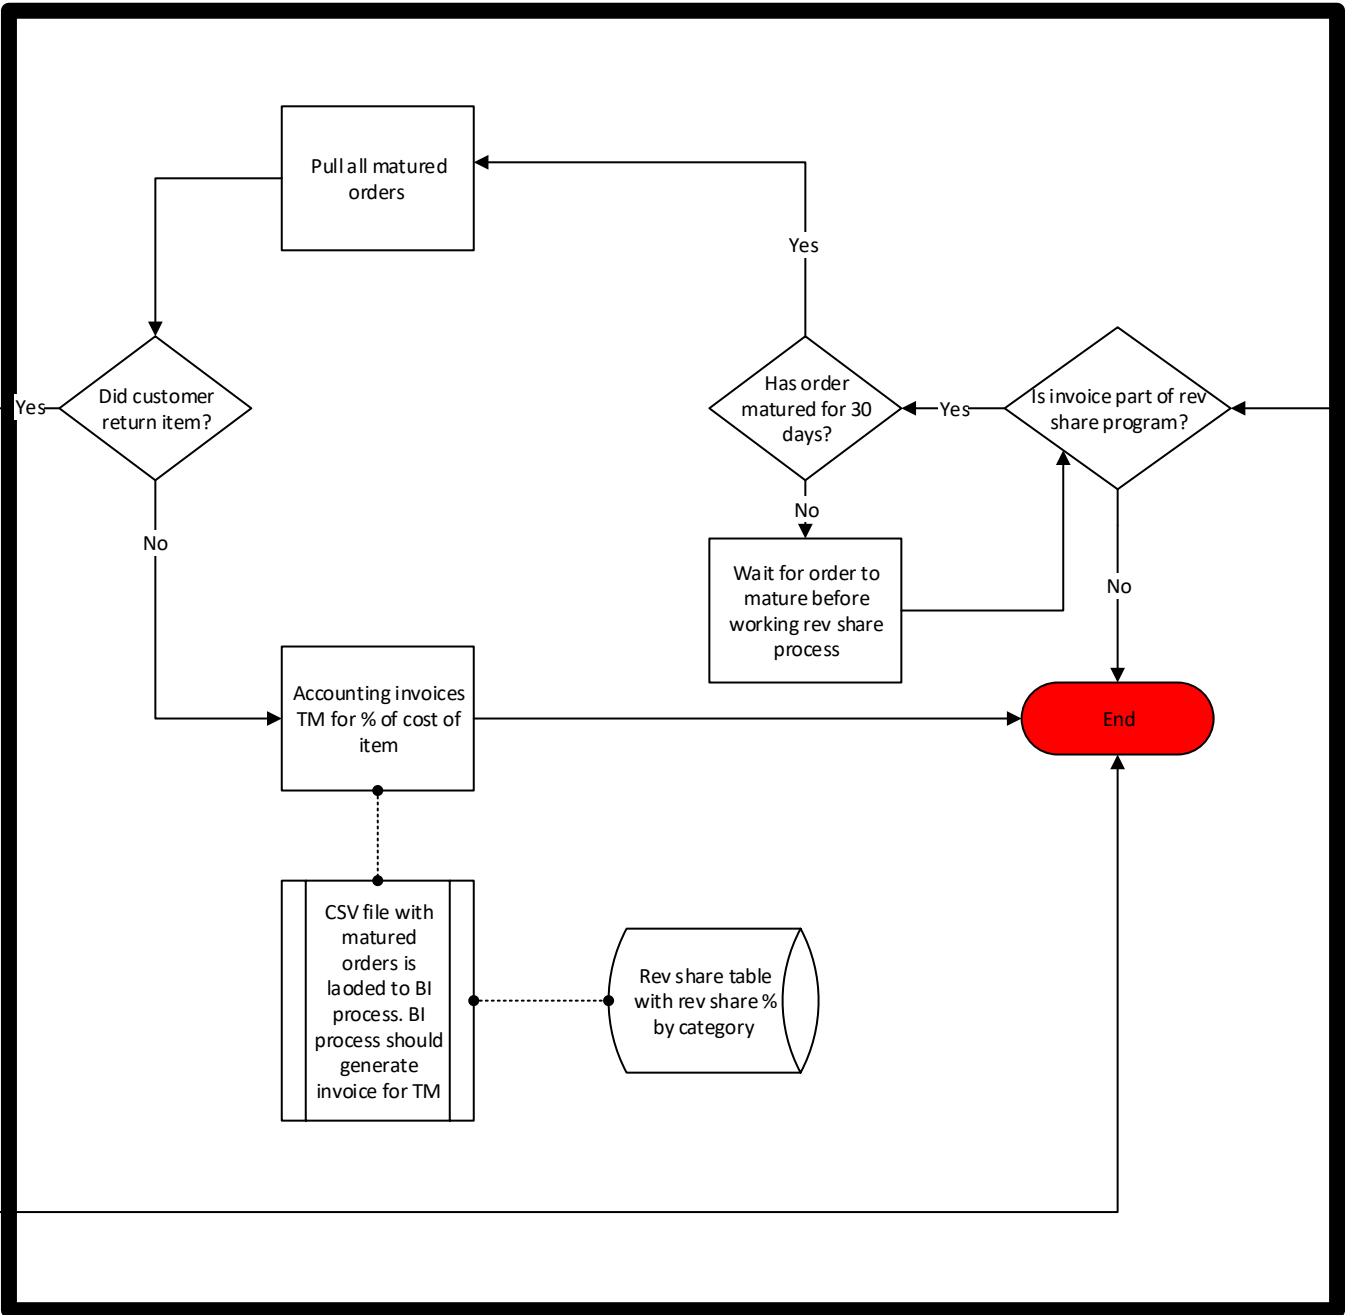 Pull all matured
orders
Yes
Did customer
return item?
Yes
Has order
matured for 30
days?
Yes
Is invoice part of rev
share program?
No
No
Wait for order to
mature before
working rev share
process
No
Accounting invoices
TM for % of cost of
item
End
CSV file with
matured
orders is
laoded to BI
process. BI
process should
generate
invoice for TM
Rev share table
with rev share %
by category